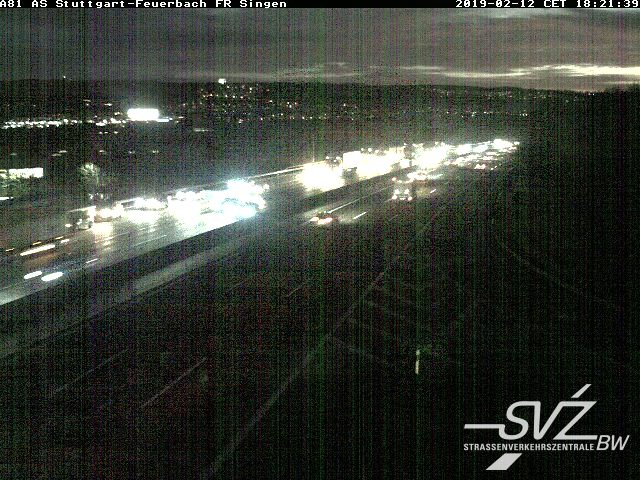 A81 AS Stuttgart-Feuerbach FR Singen
2019-02-12 CET 18:21:39
SVZ
STRASSENVERKEHRSZENTRALE BW